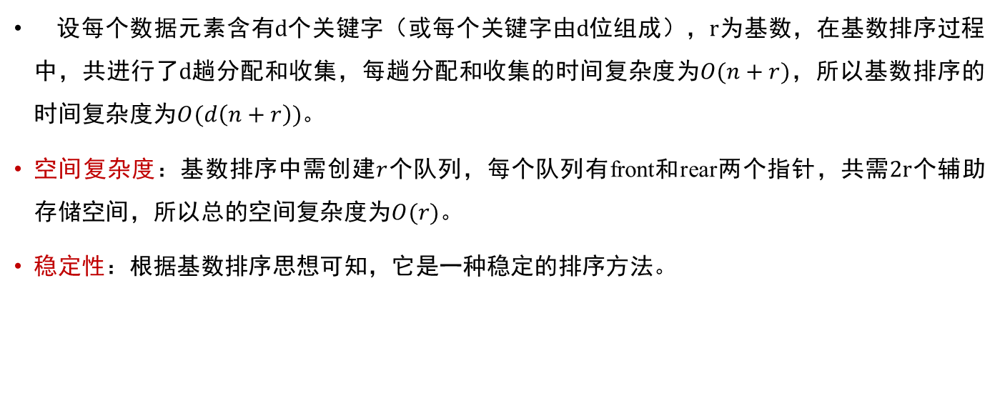 • 设每个数据元素含有d个关键字（或每个关键字由d位组成），r为基数，在基数排序过程
中，共进行了d趟分配和收集，每趟分配和收集的时间复杂度为O(n + r)，所以基数排序的
时间复杂度为O(d(n + r))。
• 空间复杂度：基数排序中需创建r个队列，每个队列有front和rear两个指针，共需2r个辅助
存储空间，所以总的空间复杂度为O(r)。
• 稳定性：根据基数排序思想可知，它是一种稳定的排序方法。